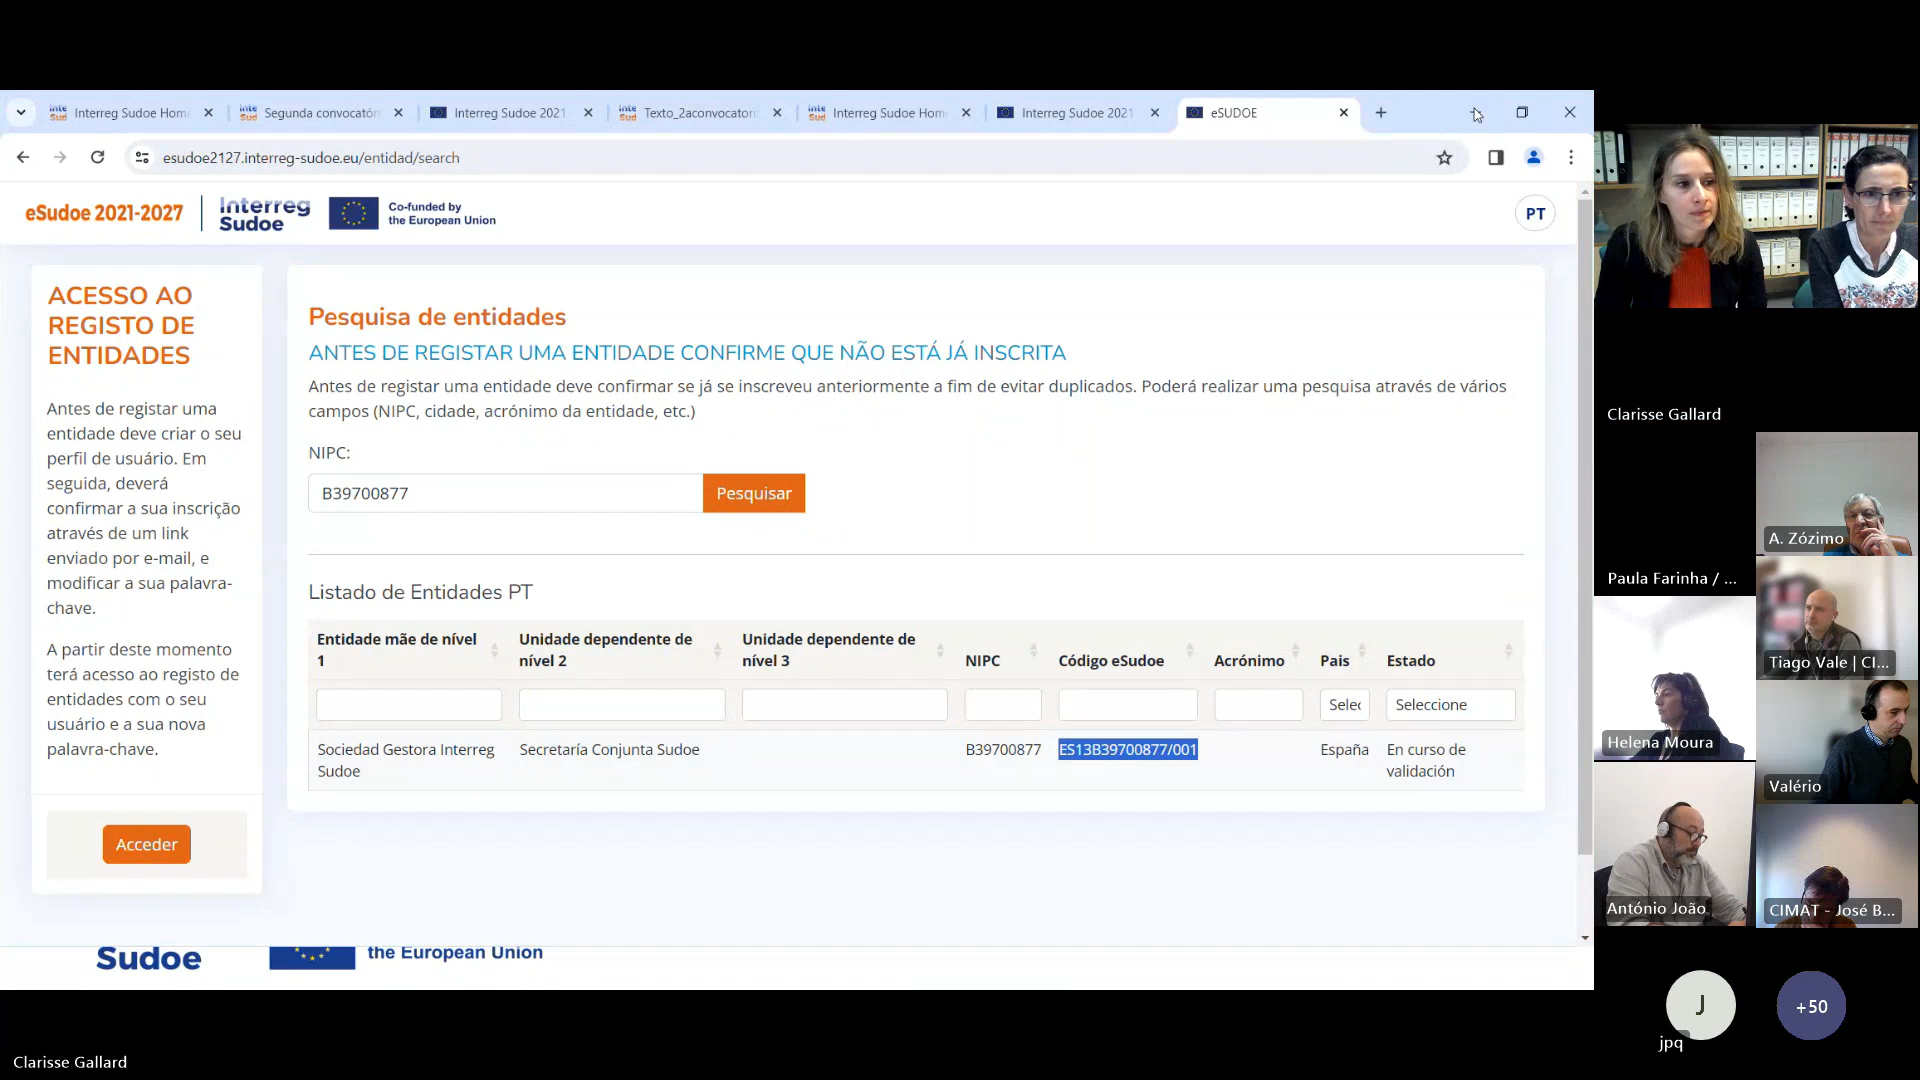 Interreg Sudoe Hom
Segunda convocatóri
Interreg Sudoe 2021
Texto_2aconvocatori
Interreg Sudoe Hom
Interreg Sudoe 2021
eSUDOE
esudoe2127.interreg-sudoe.eu/entidad/search
eSudoe 2021-2027
Interreg
Sudoe
Co-funded by
the European Union
PT
ACESSO AO
REGISTO DE
ENTIDADES
Antes de registar uma
entidade deve criar o seu
perfil de usuário. Em
seguida, deverá
confirmar a sua inscrição
através de um link
enviado por e-mail, e
modificar a sua palavra-
chave.
A partir deste momento
terá acesso ao registo de
entidades com o seu
usuário e a sua nova
palavra-chave.
Acceder
Pesquisa de entidades
ANTES DE REGISTAR UMA ENTIDADE CONFIRME QUE NÃO ESTÁ JÁ INSCRITA
Antes de registar uma entidade deve confirmar se já se inscreveu anteriormente a fim de evitar duplicados. Poderá realizar uma pesquisa através de vários
campos (NIPC, cidade, acrónimo da entidade, etc.)
NIPC:
B39700877
Pesquisar
Listado de Entidades PT
Entidade mãe de nível 1
Unidade dependente de nível 2
Unidade dependente de nível 3
NIPC
Código eSudoe
Acrónimo
Pais
Estado
Selec
Seleccione
Sociedad Gestora Interreg Sudoe
Secretaría Conjunta Sudoe
B39700877
ES13B39700877/001
España
En curso de validación
Sudoe
the European Union
Clarisse Gallard
Clarisse Gallard
A. Zózimo
Paula Farinha / ...
Tiago Vale | CI...
Helena Moura
Valério
António João
CIMAT - José B...
J
jpq
+50